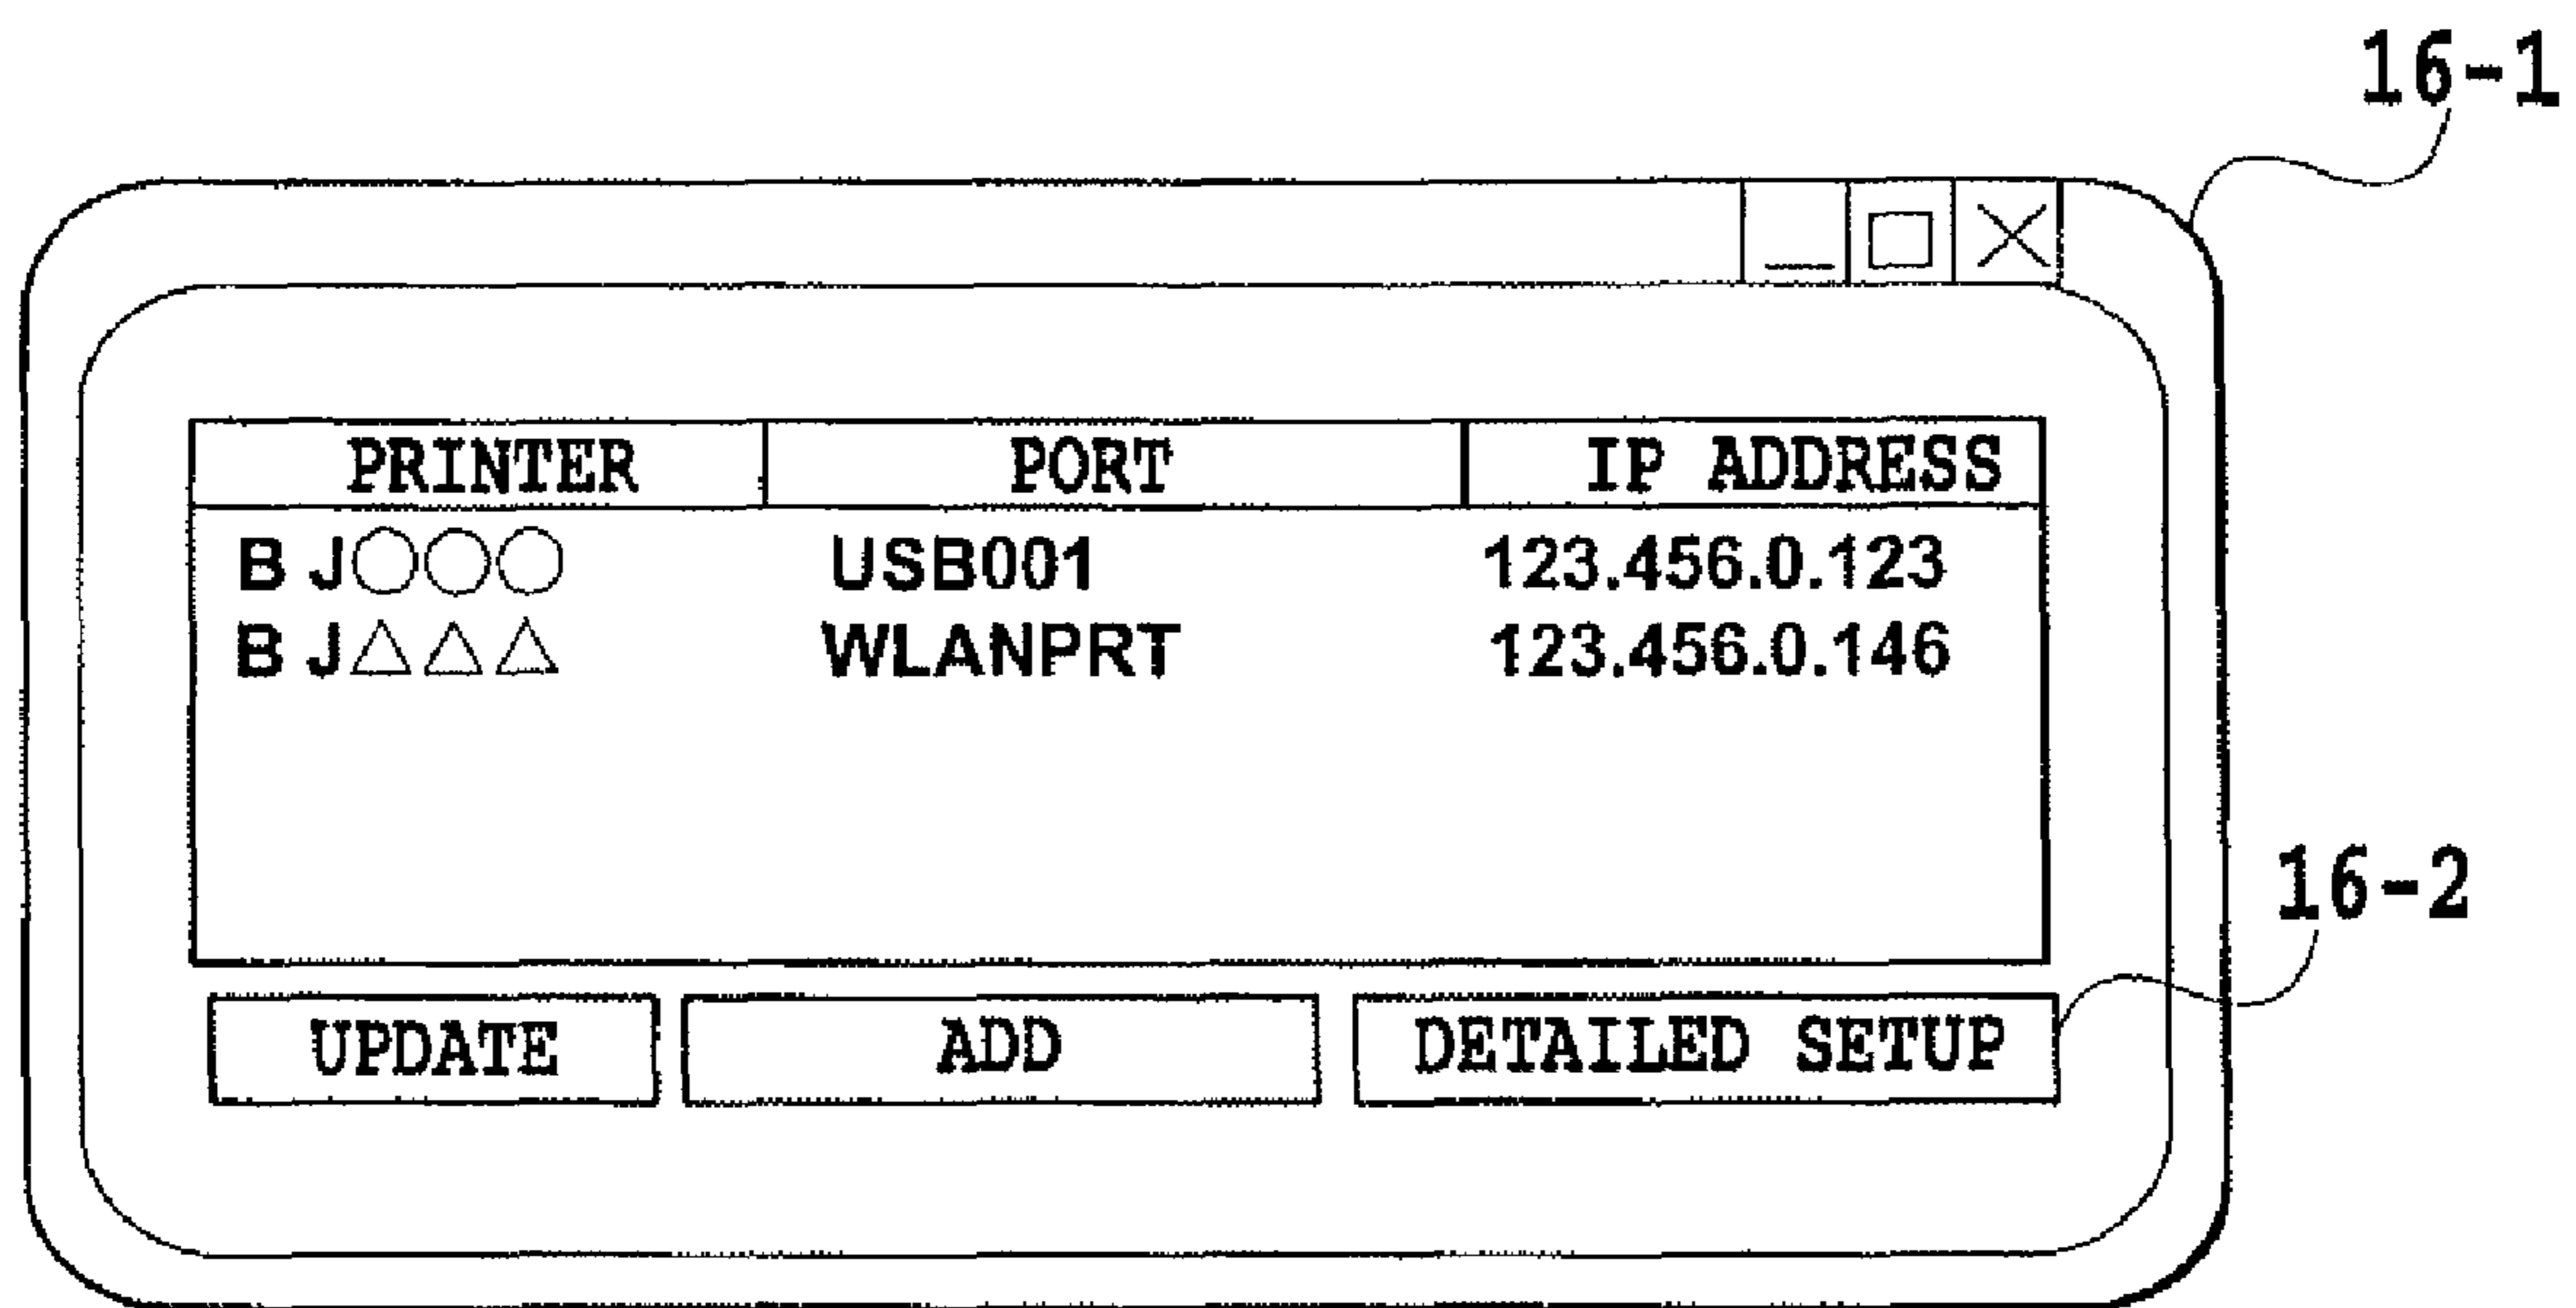 16-1
PRINTER PORT IP ADDRESS
BJ○○○ USB001 123.456.0.123
BJ△△△ WLANPRT 123.456.0.146
16-2
UPDATE ADD DETAILED SETUP